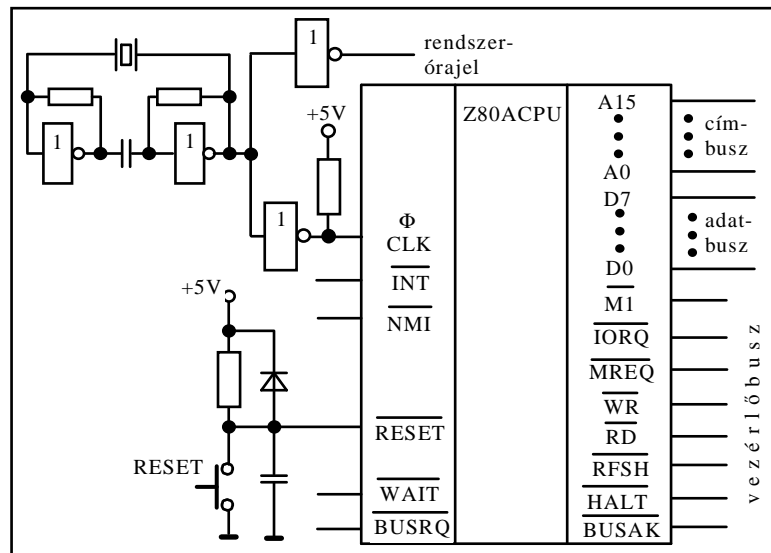 1
rendszer-
órajel
+5V
1
1
1
Φ
CLK
INT
NMI
+5V
RESET
RESET
WAIT
BUSRQ
Z80ACPU
A15
A0
D7
D0
M1
IORQ
MREQ
WR
RD
RFSH
HALT
BUSAK
cím-
busz
adat-
busz
vezérlőbusz